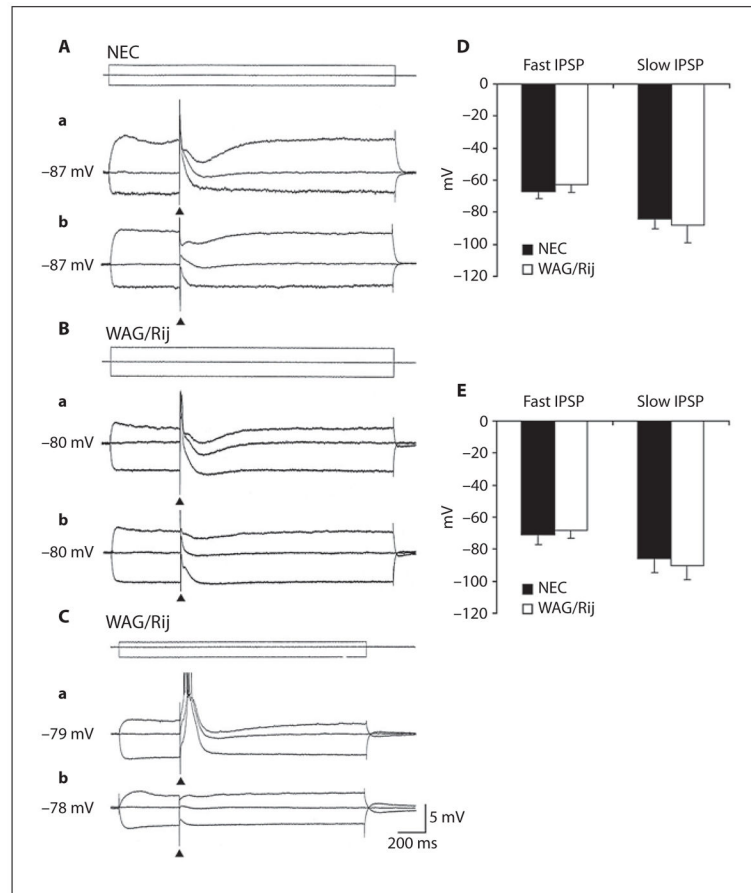 A
NEC
a
–87 mV
b
–87 mV
B
WAG/Rij
a
–80 mV
b
–80 mV
C
WAG/Rij
a
–79 mV
b
–78 mV
5 mV
200 ms
D
Fast IPSP Slow IPSP
0
–20
–40
–60
–80
–100
–120
mV
NEC
WAG/Rij
E
Fast IPSP Slow IPSP
0
–20
–40
–60
–80
–100
–120
mV
NEC
WAG/Rij